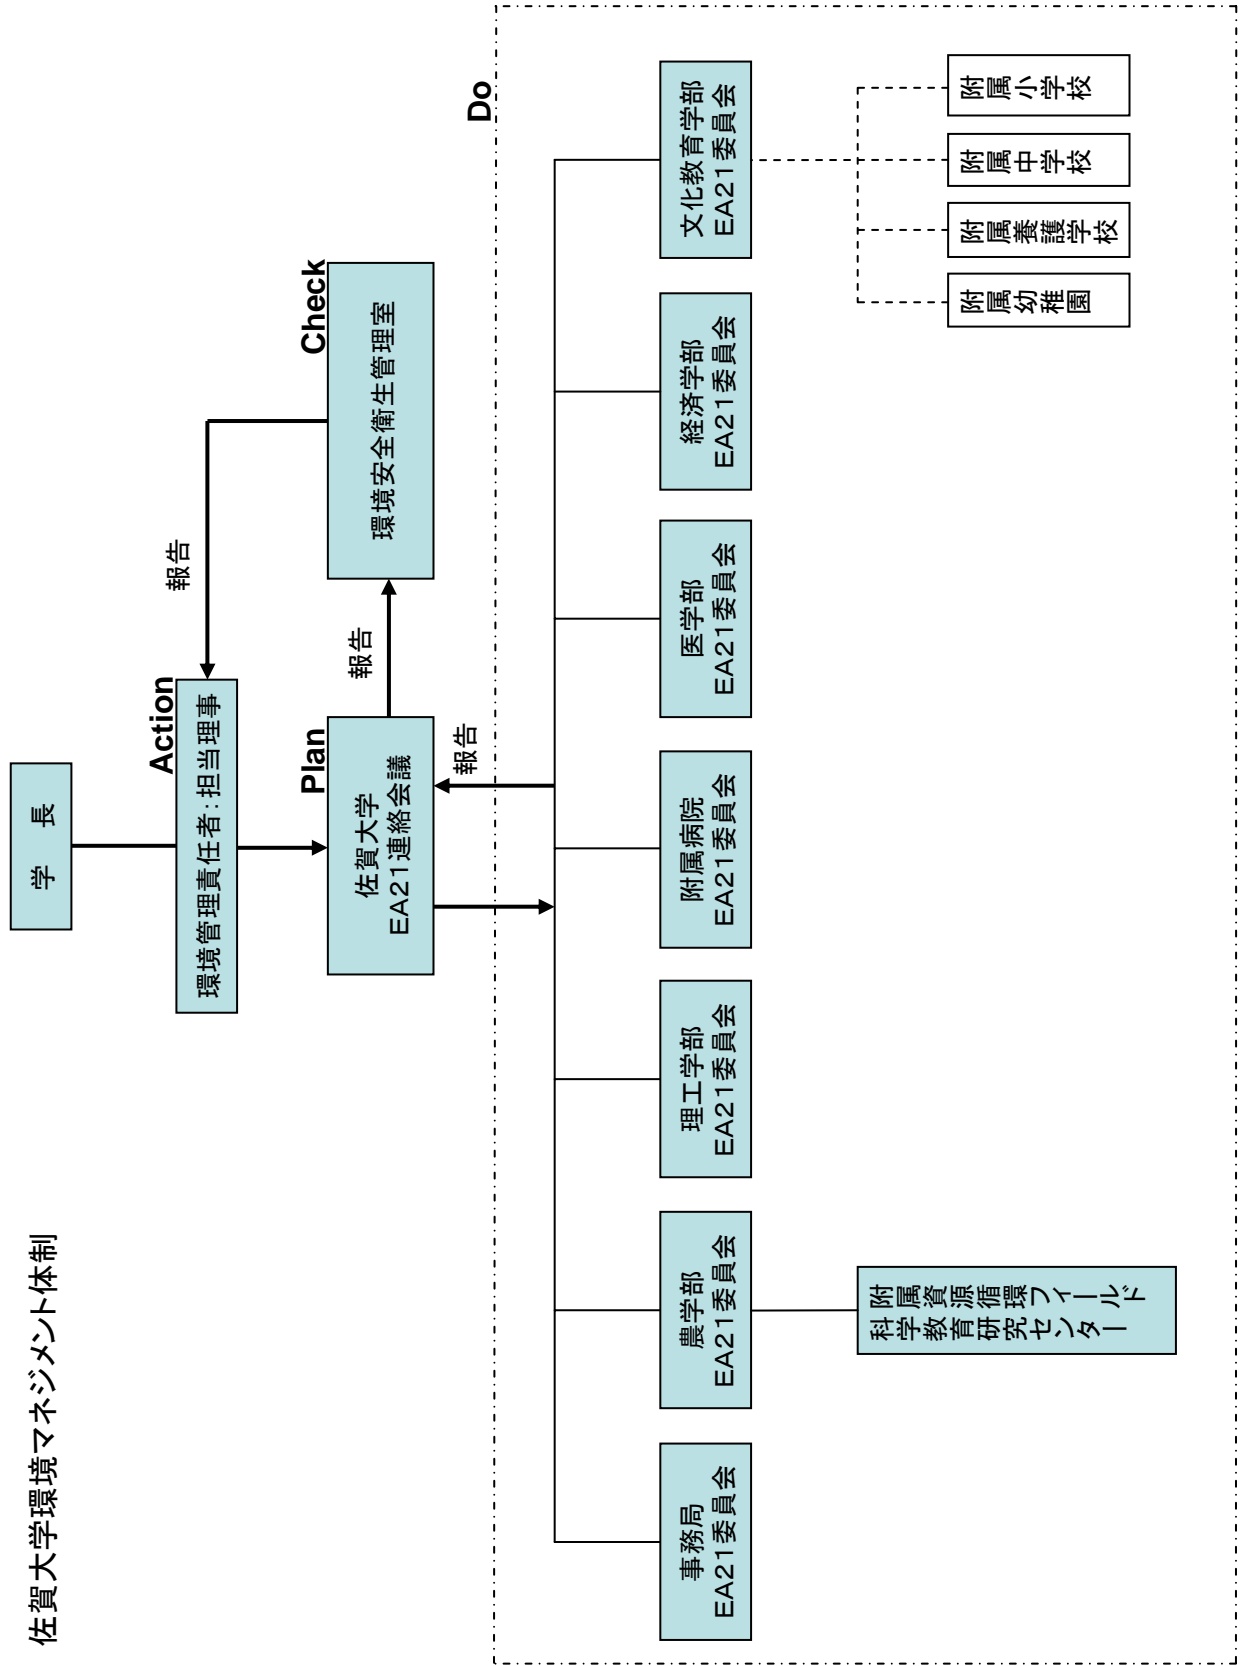 佐賀大学環境マネジメント体制
学　長
Action
環境管理責任者：担当理事
報告
Plan
佐賀大学
EA21連絡会議
報告
Check
環境安全衛生管理室
報告
Do
事務局
EA21委員会
農学部
EA21委員会
理工学部
EA21委員会
附属病院
EA21委員会
医学部
EA21委員会
経済学部
EA21委員会
文化教育学部
EA21委員会
附属資源循環フィールド
科学教育研究センター
附属幼稚園
附属養護学校
附属中学校
附属小学校